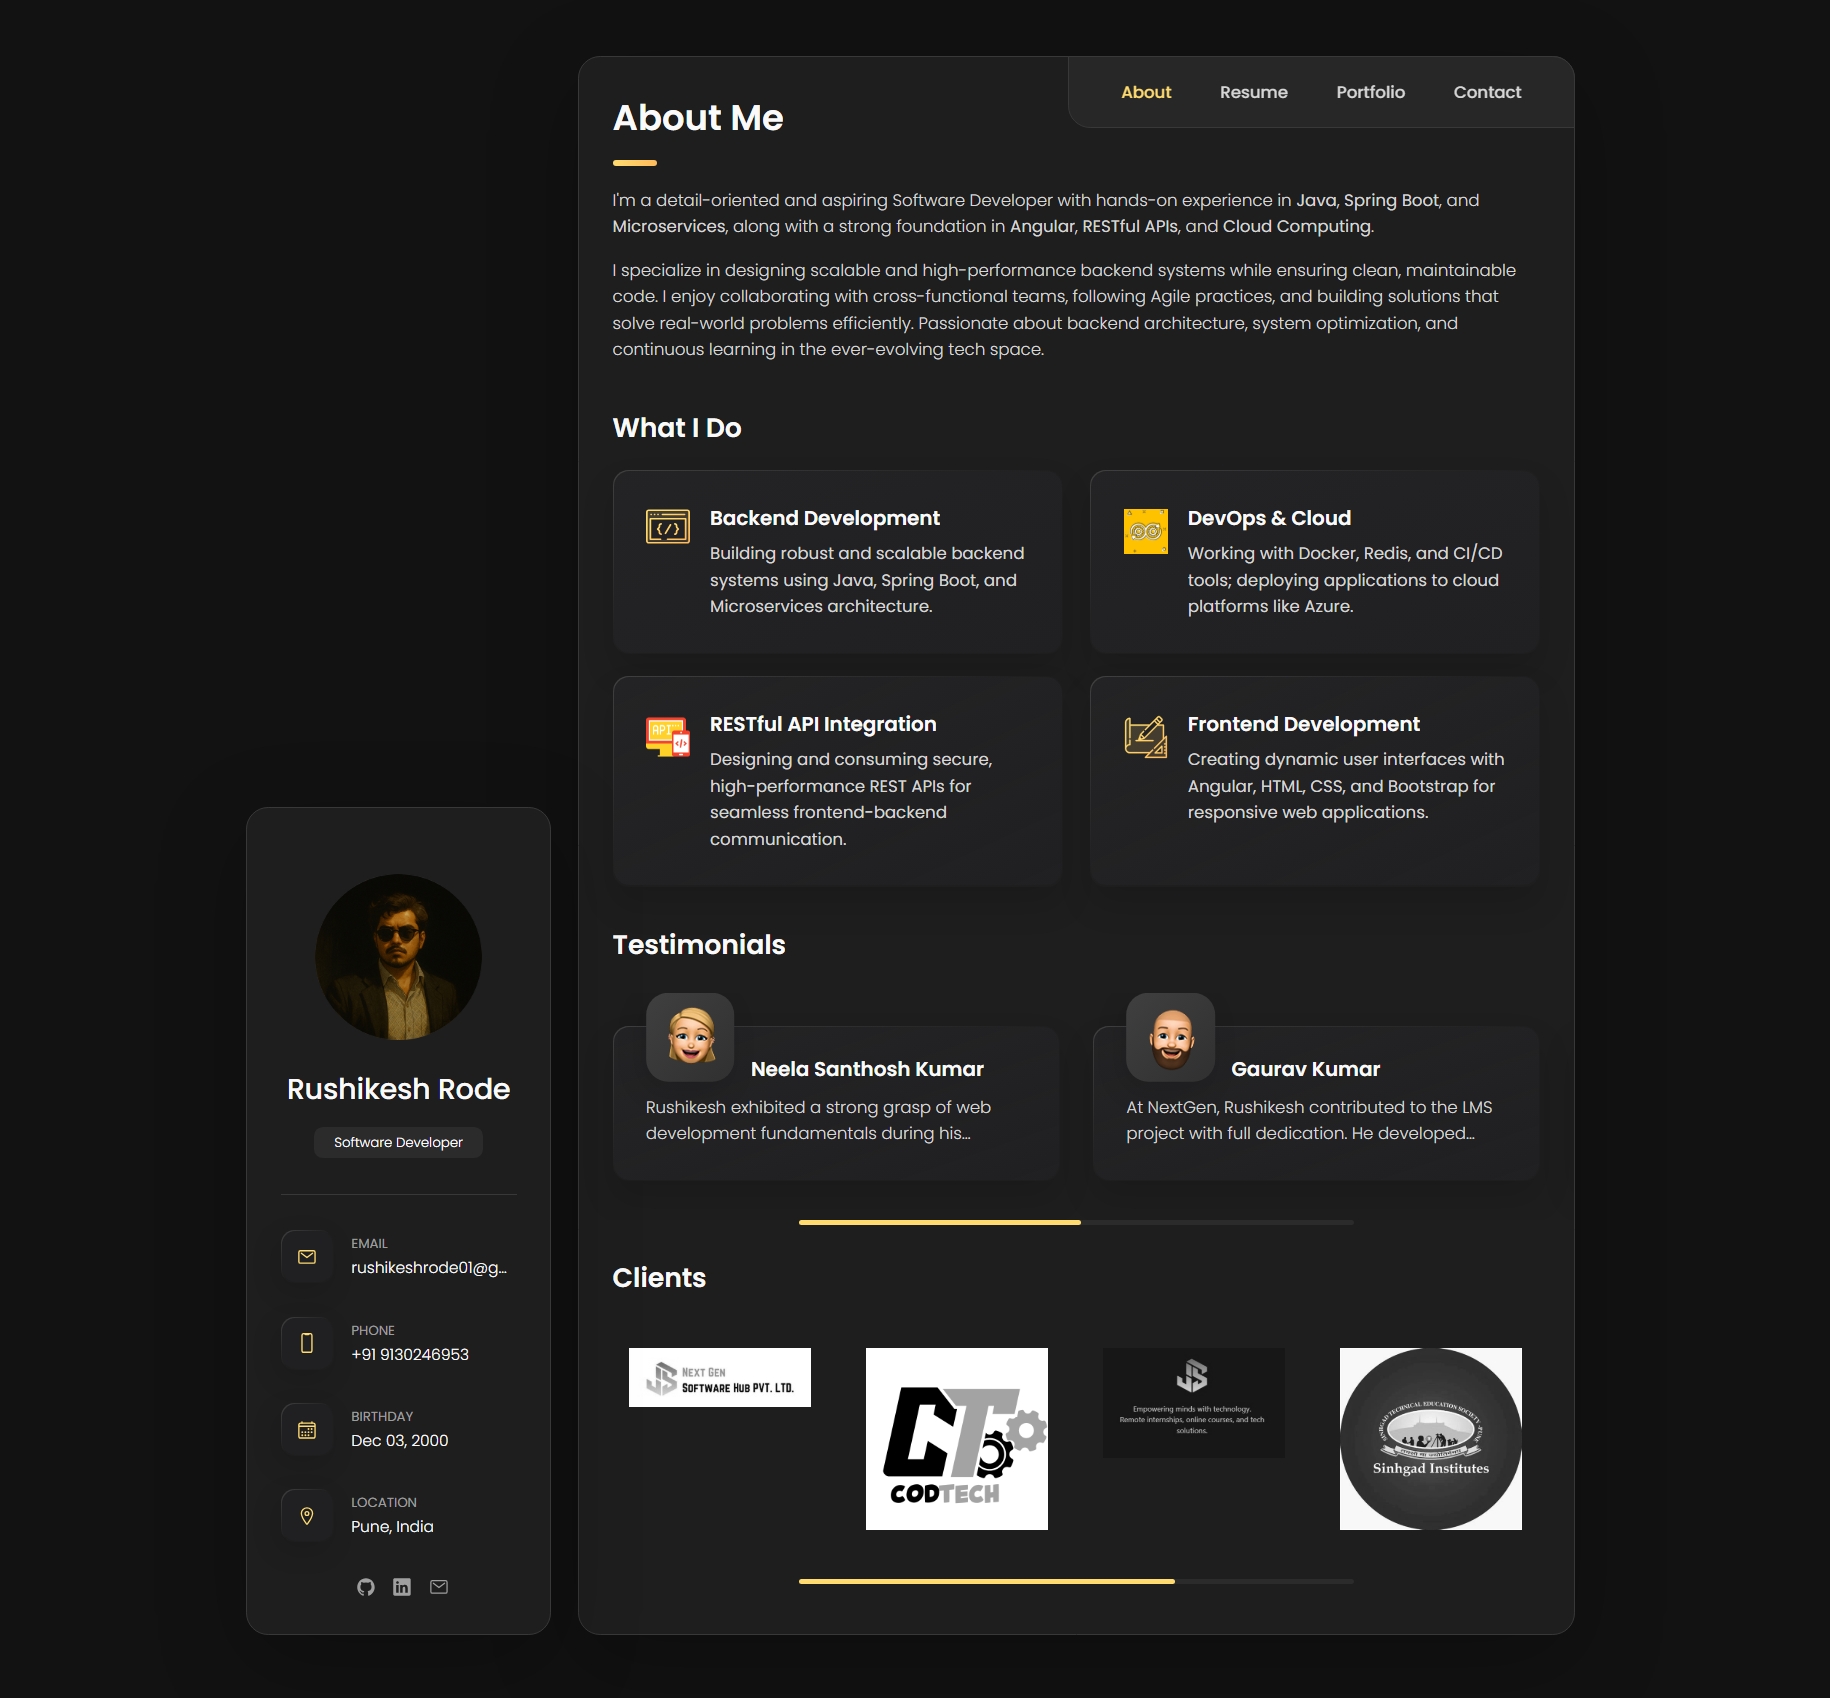 About
Resume
Portfolio
Contact
About Me
I'm a detail-oriented and aspiring Software Developer with hands-on experience in Java, Spring Boot, and
Microservices, along with a strong foundation in Angular, RESTful APIs, and Cloud Computing.
I specialize in designing scalable and high-performance backend systems while ensuring clean, maintainable
code. I enjoy collaborating with cross-functional teams, following Agile practices, and building solutions that
solve real-world problems efficiently. Passionate about backend architecture, system optimization, and
continuous learning in the ever-evolving tech space.
What I Do
Backend Development
Building robust and scalable backend
systems using Java, Spring Boot, and
Microservices architecture.
DevOps & Cloud
Working with Docker, Redis, and CI/CD
tools; deploying applications to cloud
platforms like Azure.
API
RESTful API Integration
Designing and consuming secure,
high-performance REST APIs for
seamless frontend-backend
communication.
Frontend Development
Creating dynamic user interfaces with
Angular, HTML, CSS, and Bootstrap for
responsive web applications.
Testimonials
Neela Santhosh Kumar
Rushikesh exhibited a strong grasp of web
development fundamentals during his...
Gaurav Kumar
At NextGen, Rushikesh contributed to the LMS
project with full dedication. He developed...
Clients
Next Gen
Software Hub PVT. LTD.
CT
CODTECH
Empowering minds with technology.
Remote internships, online courses, and tech
solutions.
SINHGAD TECHNICAL EDUCATION SOCIETY
Sinhgad Institutes
Rushikesh Rode
Software Developer
EMAIL
rushikeshrode01@g...
PHONE
+91 9130246953
BIRTHDAY
Dec 03, 2000
LOCATION
Pune, India